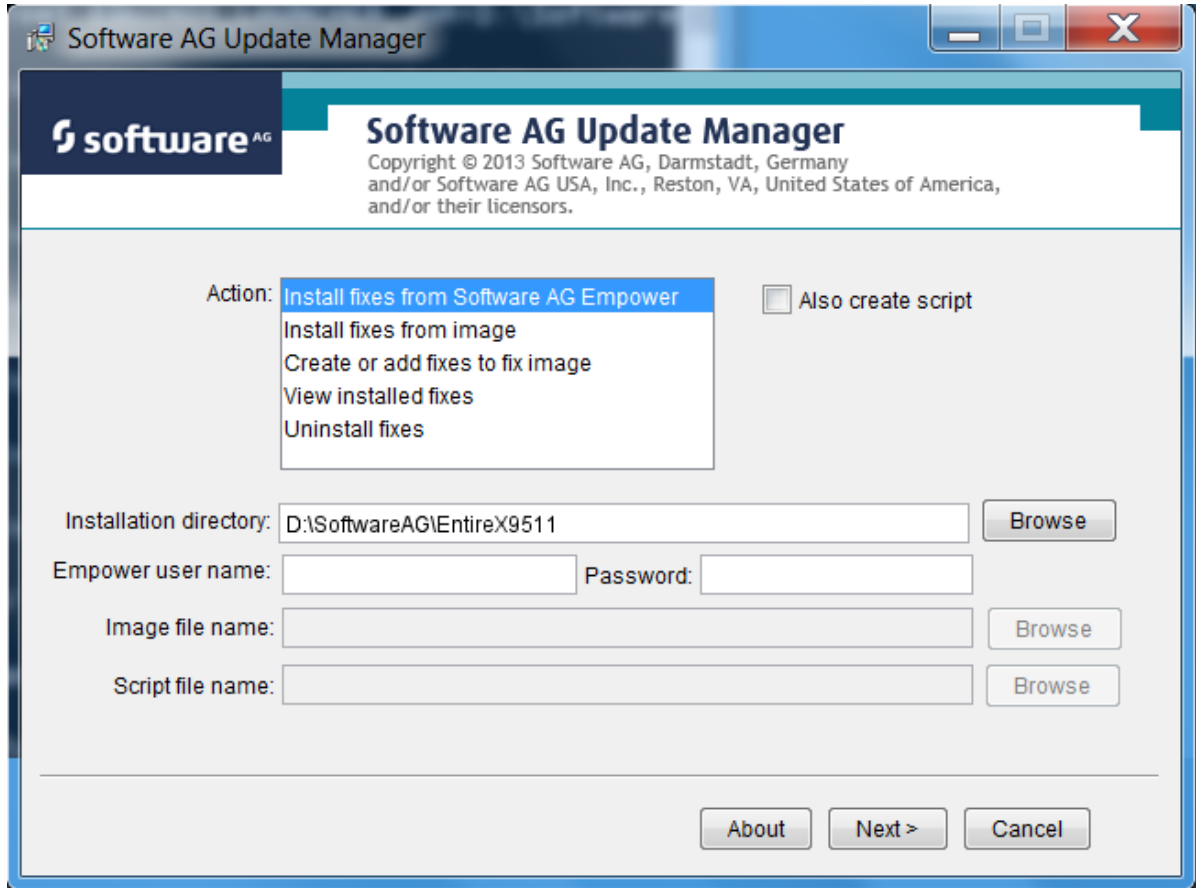 Software AG Update Manager
software AG
Software AG Update Manager
Copyright © 2013 Software AG, Darmstadt, Germany
and/or Software AG USA, Inc., Reston, VA, United States of America,
and/or their licensors.
Action:
Install fixes from Software AG Empower
Also create script
Install fixes from image
Create or add fixes to fix image
View installed fixes
Uninstall fixes
Installation directory: D:\SoftwareAG\EntireX9511 Browse
Empower user name: Password:
Image file name: Browse
Script file name: Browse
About Next > Cancel